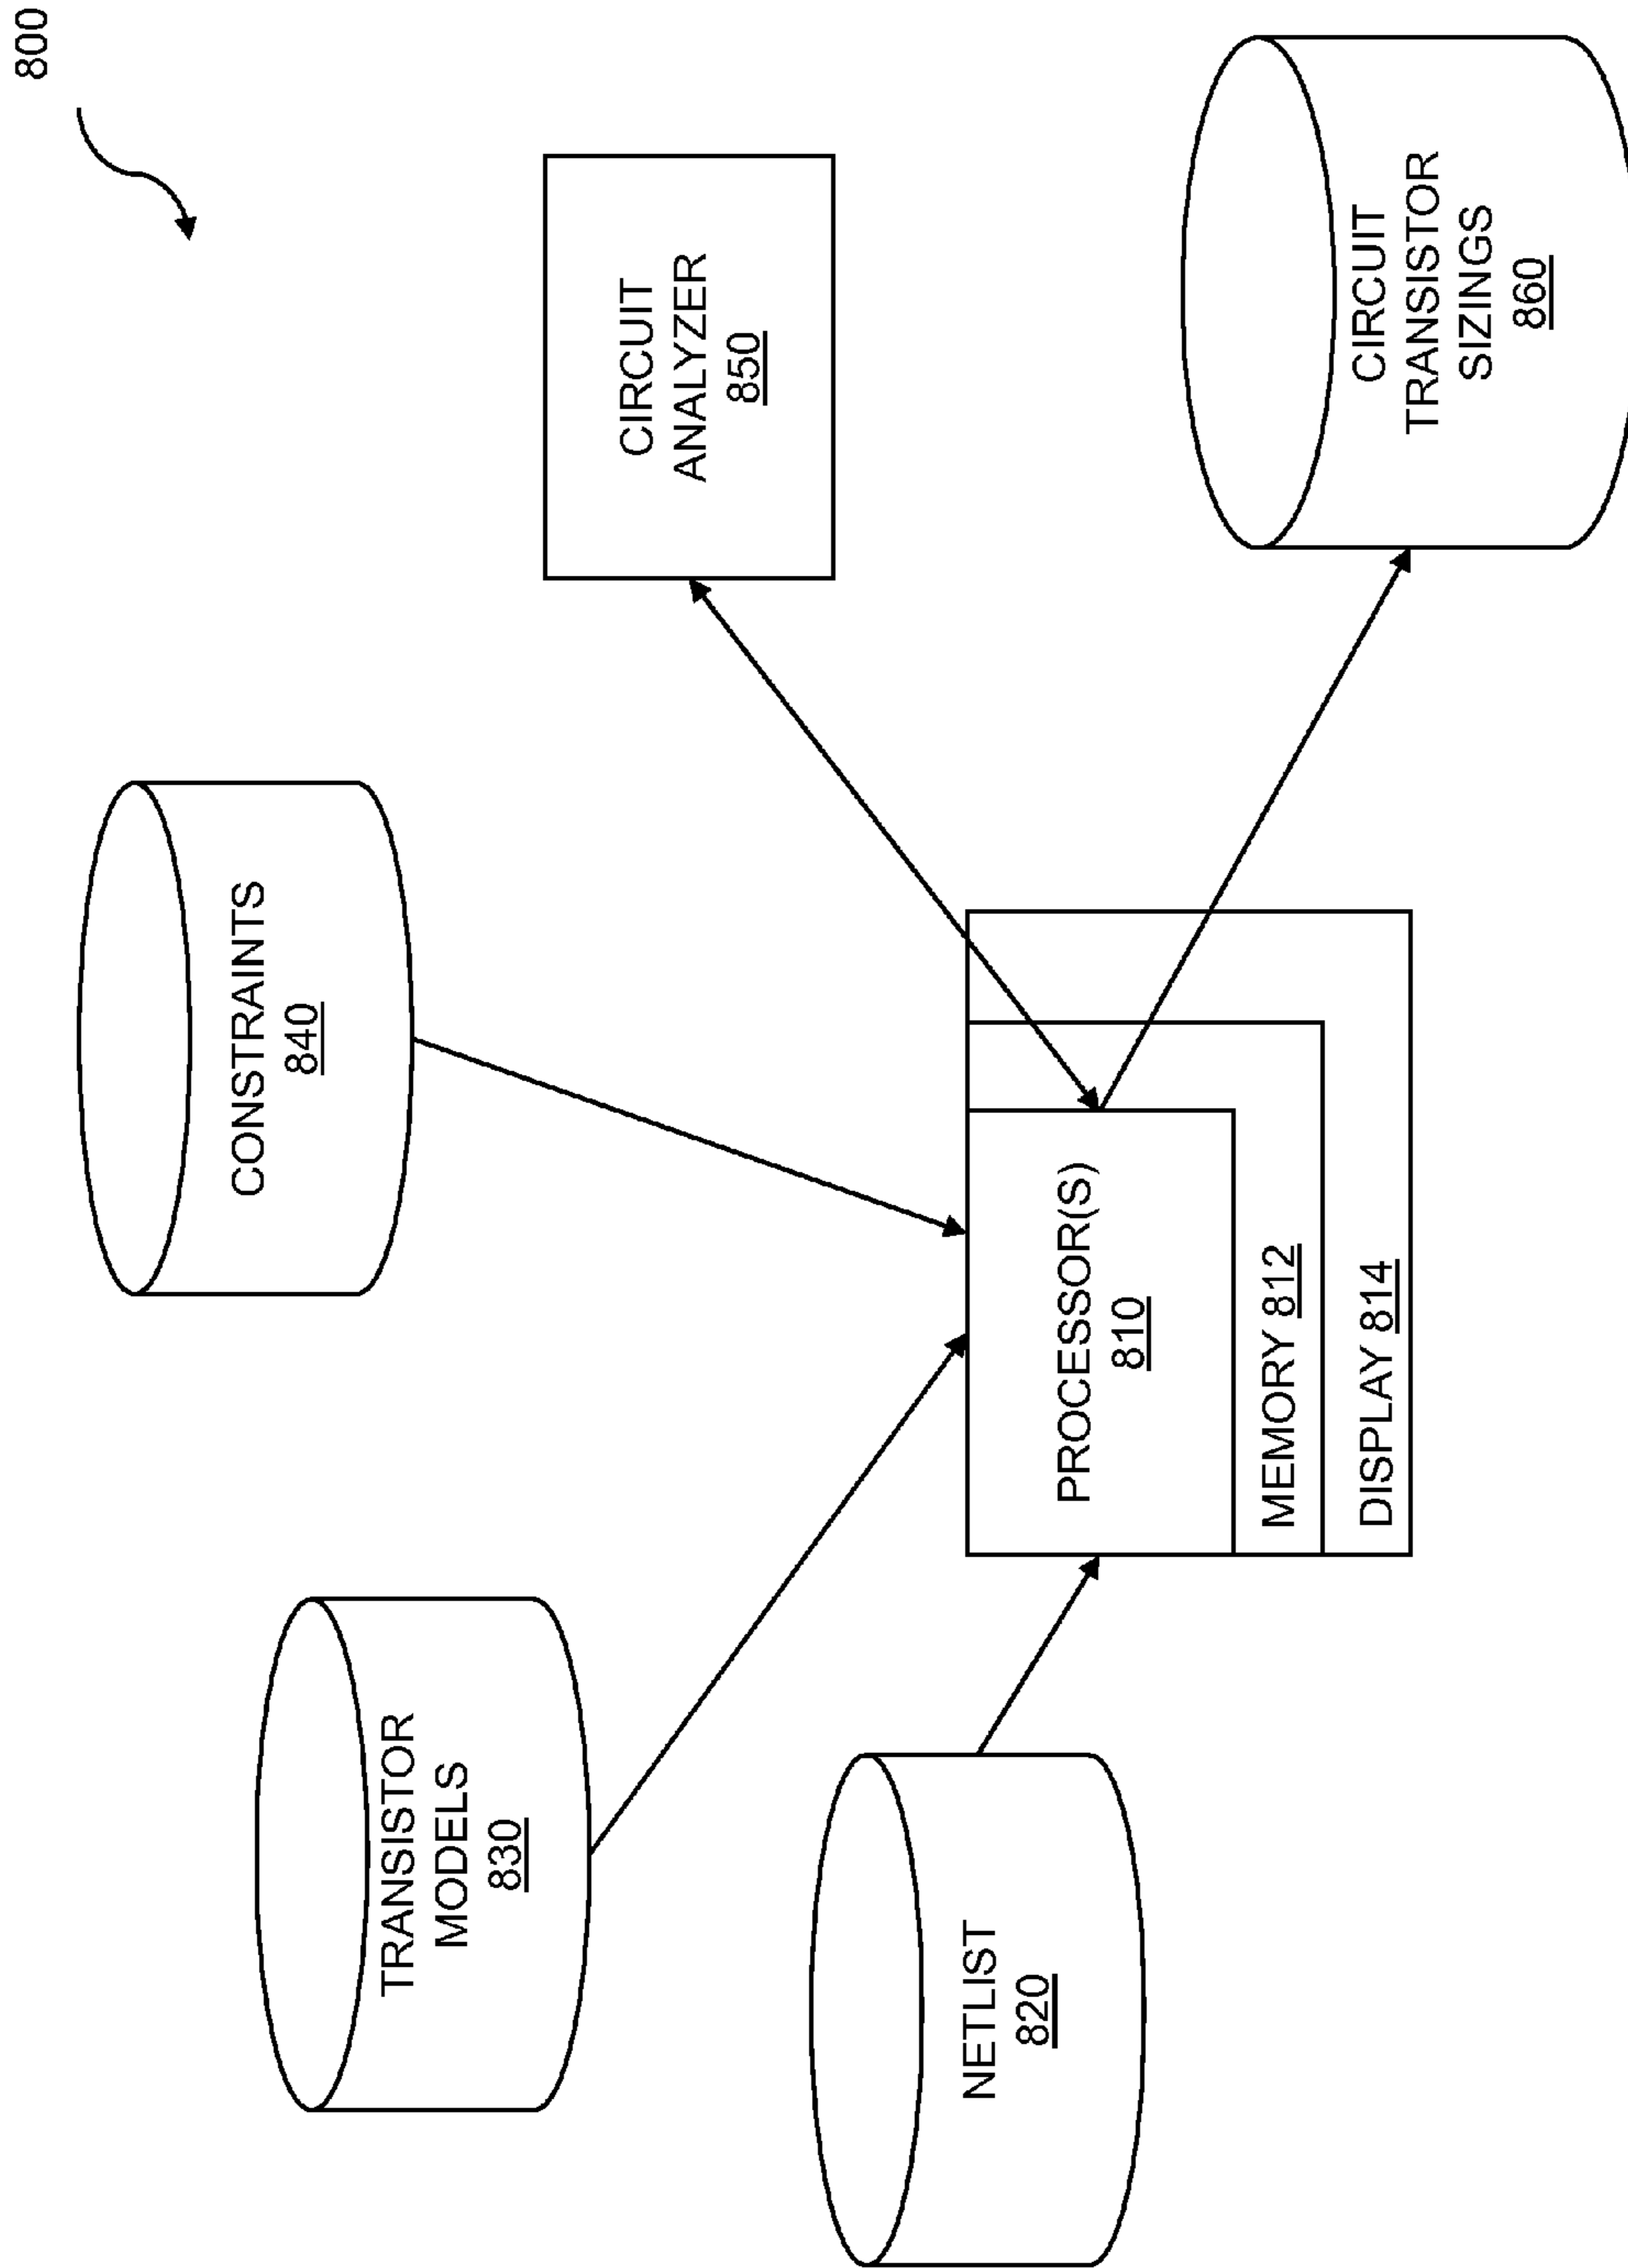 800
CONSTRAINTS
840
TRANSISTOR
MODELS
830
CIRCUIT
ANALYZER
850
NETLIST
820
PROCESSOR(S)
810
MEMORY 812
DISPLAY 814
CIRCUIT
TRANSISTOR
SIZINGS
860